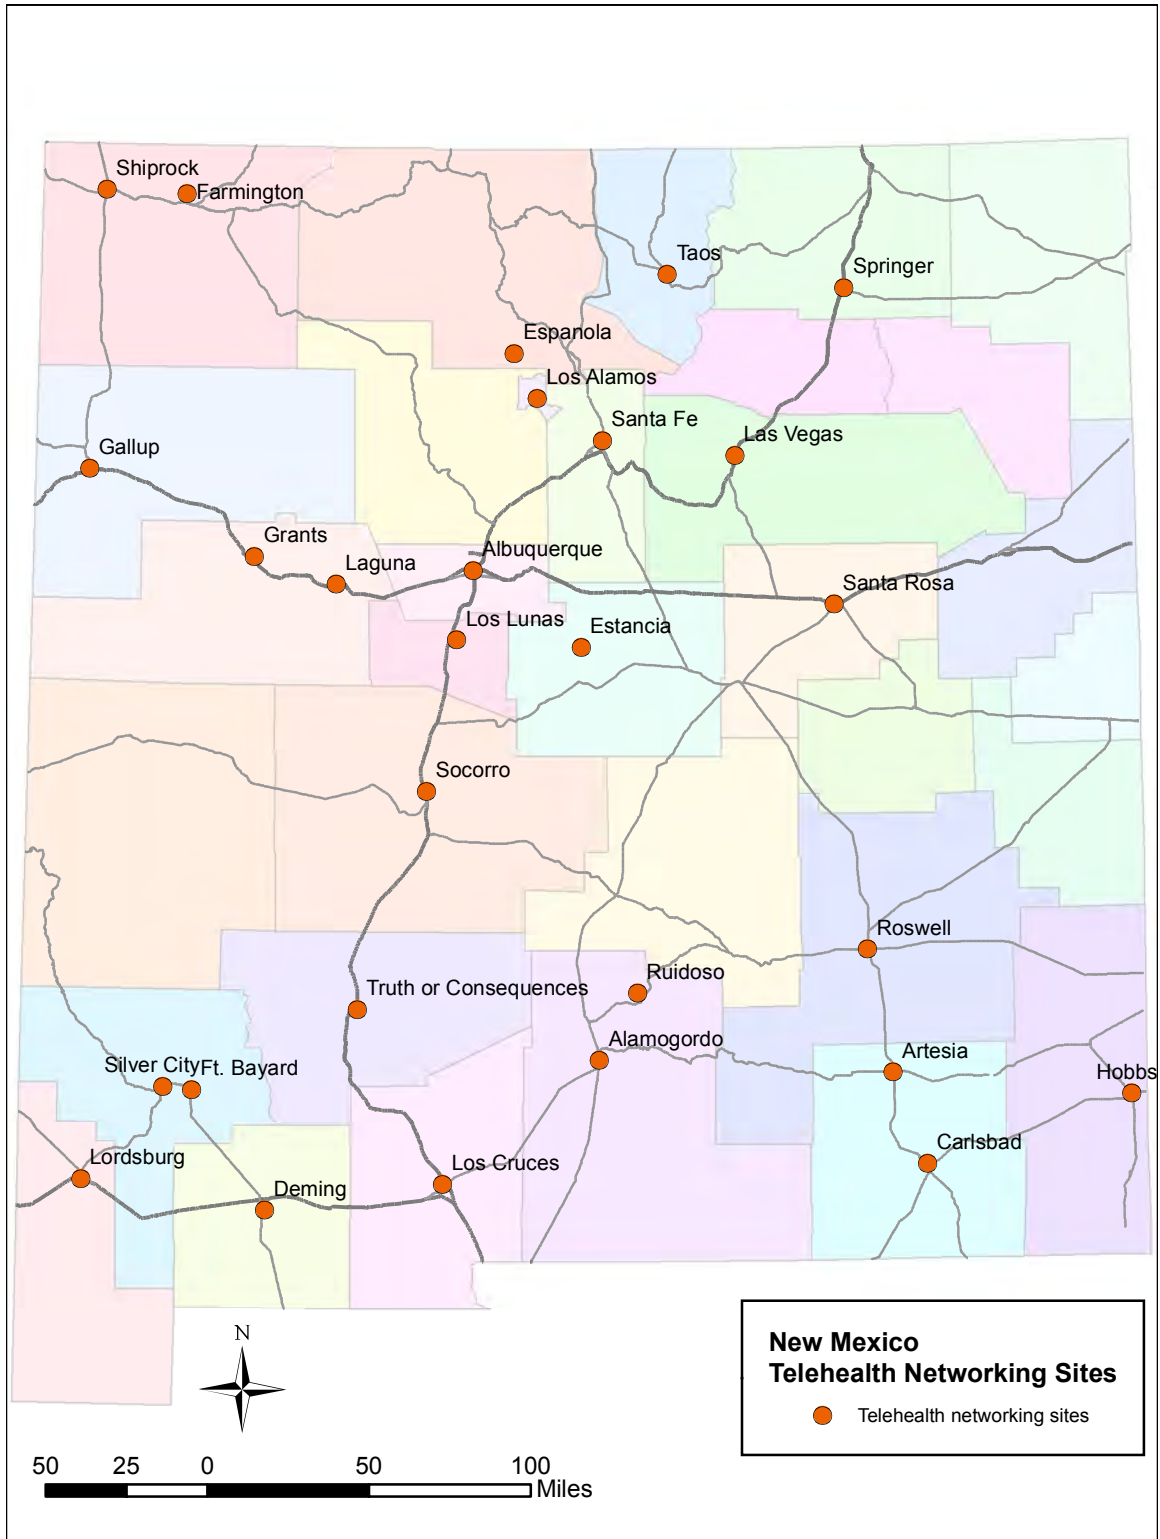 Shiprock
Farmington
Taos
Springer
Espanola
Los Alamos
Santa Fe
Las Vegas
Gallup
Grants
Laguna
Albuquerque
Santa Rosa
Los Lunas
Estancia
Socorro
Roswell
Ruidoso
Truth or Consequences
Alamogordo
Artesia
Silver City
Ft. Bayard
Hobbs
Carlsbad
Lordsburg
Los Cruces
Deming
N
New Mexico
Telehealth Networking Sites
Telehealth networking sites
50 25 0 50 100
Miles